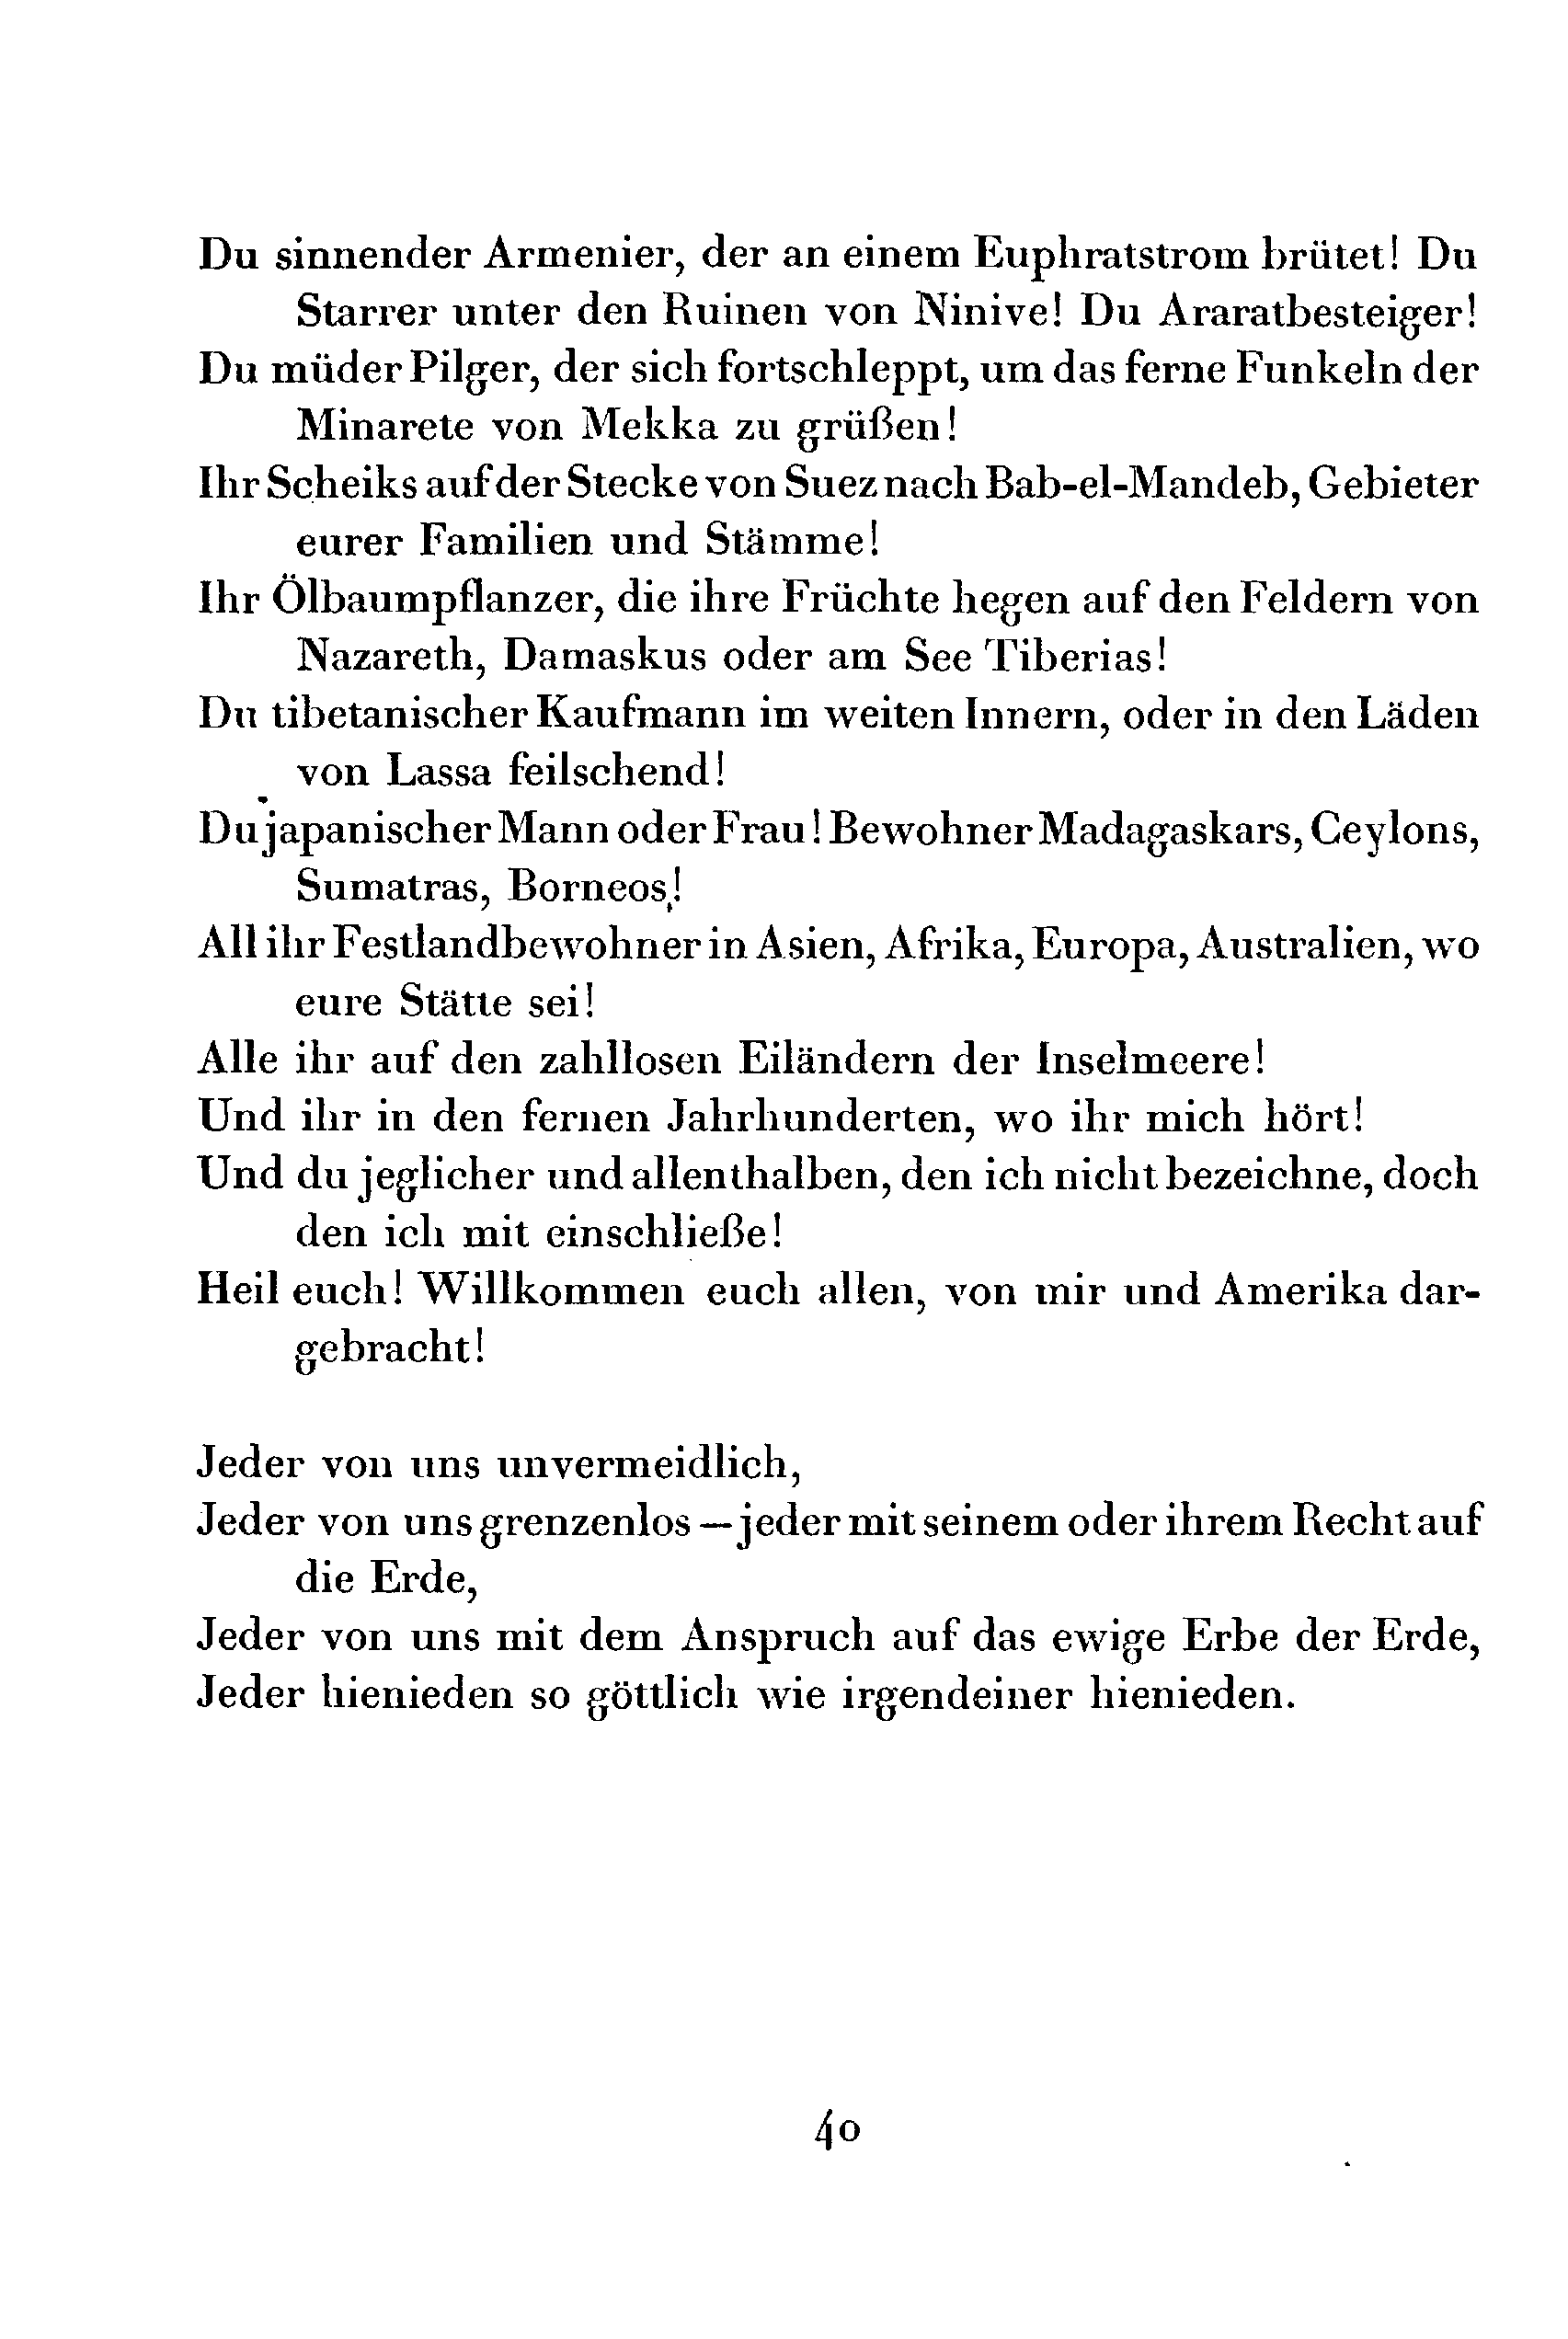 Du sinnender Armenier, der an einem Euphratstrom brütet! Du
Starrer unter den Ruinen von Ninive! Du Araratbesteiger!
Du müder Pilger, der sich fortschleppt, um das ferne Funkeln der
Minarete von Mekka zu grüßen!
Ihr Scheiks auf der Stecke von Suez nach Bab-el-Mandeb, Gebieter
eurer Familien und Stämme!
Ihr Ölbaumpflanzer, die ihre Früchte hegen auf den Feldern von
Nazareth, Damaskus oder am See Tiberias!
Du tibetanischer Kaufmann im weiten Innern, oder in den Läden
von Lassa feilschend!
Du japanischer Mann oder Frau! Bewohner Madagaskars, Ceylons,
Sumatras, Borneos!
All ihr Festlandbewohner in Asien, Afrika, Europa, Australien, wo
eure Stätte sei!
Alle ihr auf den zahllosen Eiländern der Inselmeere!
Und ihr in den fernen Jahrhunderten, wo ihr mich hört!
Und du jeglicher und allenthalben, den ich nicht bezeichne, doch
den ich mit einschließe!
Heil euch! Willkommen euch allen, von mir und Amerika dar-
gebracht!
Jeder von uns unvermeidlich,
Jeder von uns grenzenlos — jeder mit seinem oder ihrem Recht auf
die Erde,
Jeder von uns mit dem Anspruch auf das ewige Erbe der Erde,
Jeder hienieden so göttlich wie irgendeiner hienieden.
40